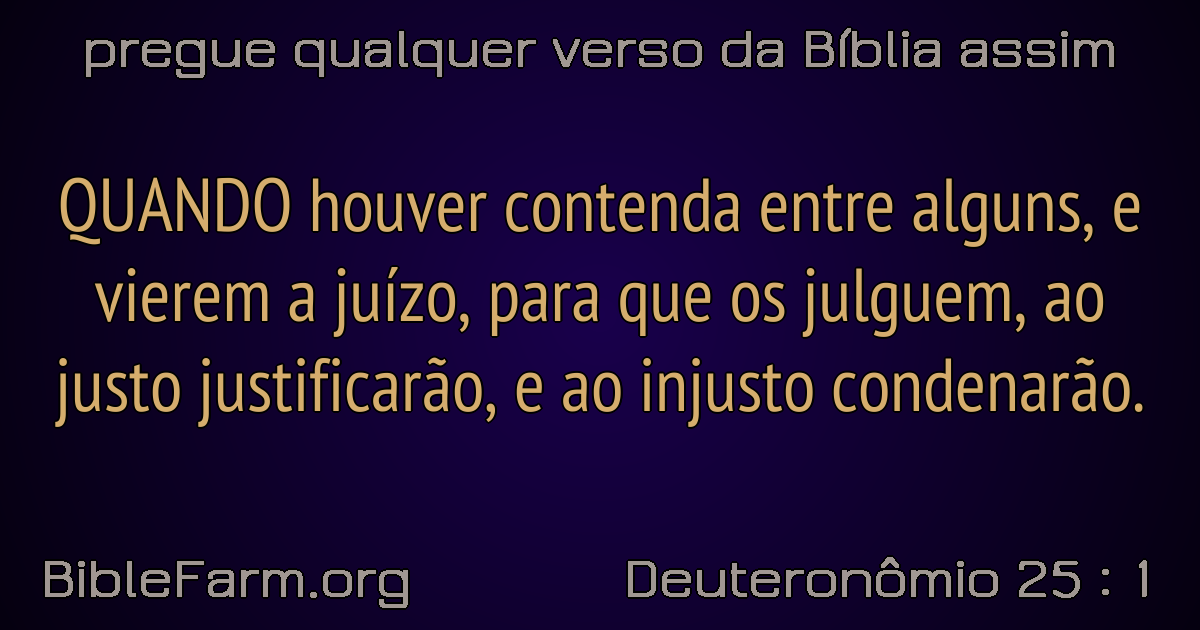 pregue qualquer verso da Bíblia assim
QUANDO houver contenda entre alguns, e
vierem a juízo, para que os julguem, ao
justo justificarão, e ao injusto condenarão.
BibleFarm.org
Deuteronômio 25 : 1